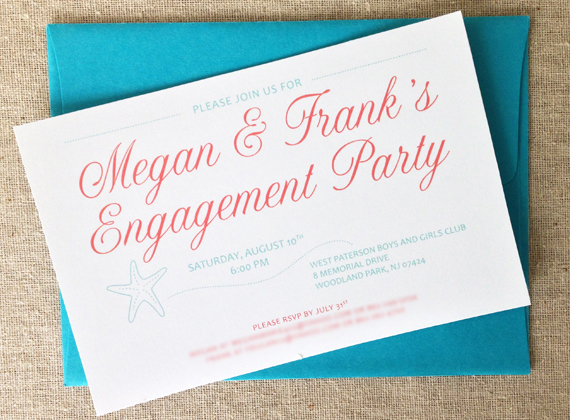 PLEASE JOIN US FOR
Megan & Frank's
Engagement Party
SATURDAY, AUGUST 10TH
6:00 PM
WEST PATERSON BOYS AND GIRLS CLUB
8 MEMORIAL DRIVE
WOODLAND PARK, NJ 07424
PLEASE RSVP BY JULY 31ST